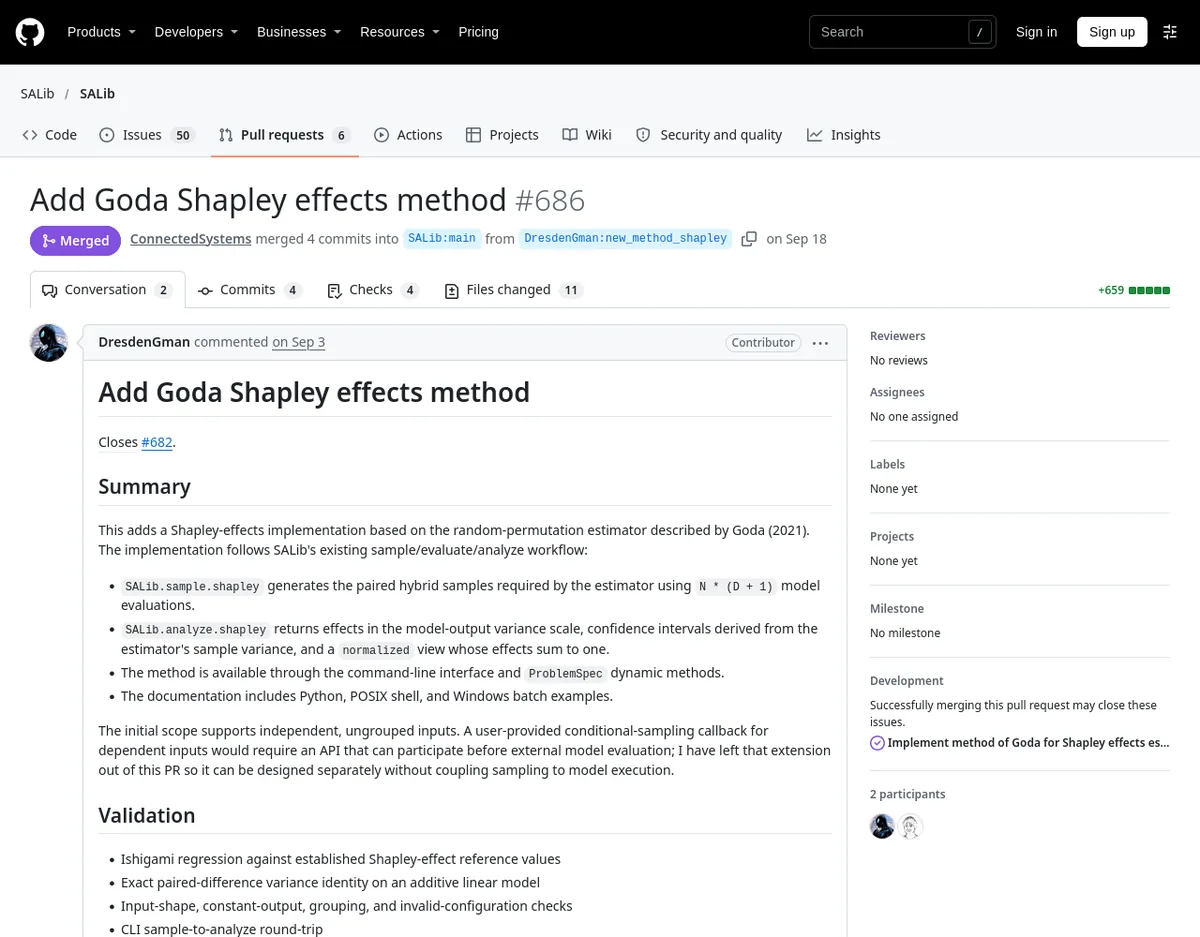 Products Developers Businesses Resources Pricing Search / Sign in Sign up
SALib / SALib
Code Issues 50 Pull requests 6 Actions Projects Wiki Security and quality Insights
Add Goda Shapley effects method #686
Merged ConnectedSystems merged 4 commits into SALib:main from DresdenGman:new_method_shapley on Sep 18
Conversation 2 Commits 4 Checks 4 Files changed 11 +659
DresdenGman commented on Sep 3 Contributor
Add Goda Shapley effects method
Closes #682.
Summary
This adds a Shapley-effects implementation based on the random-permutation estimator described by Goda (2021).
The implementation follows SALib's existing sample/evaluate/analyze workflow:
• SALib.sample.shapley generates the paired hybrid samples required by the estimator using N * (D + 1) model
evaluations.
• SALib.analyze.shapley returns effects in the model-output variance scale, confidence intervals derived from the
estimator's sample variance, and a normalized view whose effects sum to one.
• The method is available through the command-line interface and ProblemSpec dynamic methods.
• The documentation includes Python, POSIX shell, and Windows batch examples.
The initial scope supports independent, ungrouped inputs. A user-provided conditional-sampling callback for
dependent inputs would require an API that can participate before external model evaluation; I have left that extension
out of this PR so it can be designed separately without coupling sampling to model execution.
Validation
• Ishigami regression against established Shapley-effect reference values
• Exact paired-difference variance identity on an additive linear model
• Input-shape, constant-output, grouping, and invalid-configuration checks
• CLI sample-to-analyze round-trip
Reviewers
No reviews
Assignees
No one assigned
Labels
None yet
Projects
None yet
Milestone
No milestone
Development
Successfully merging this pull request may close these
issues.
Implement method of Goda for Shapley effects es...
2 participants